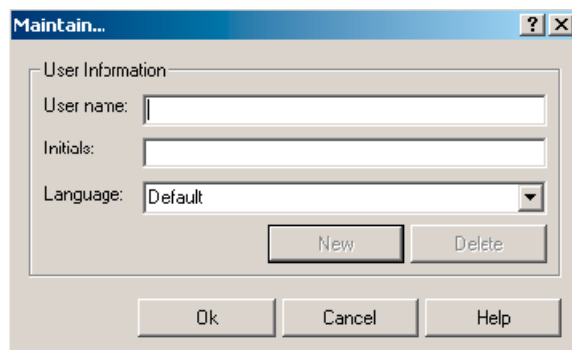 Maintain...
User Information
User name:
Initials:
Language: Default
New Delete
Ok Cancel Help